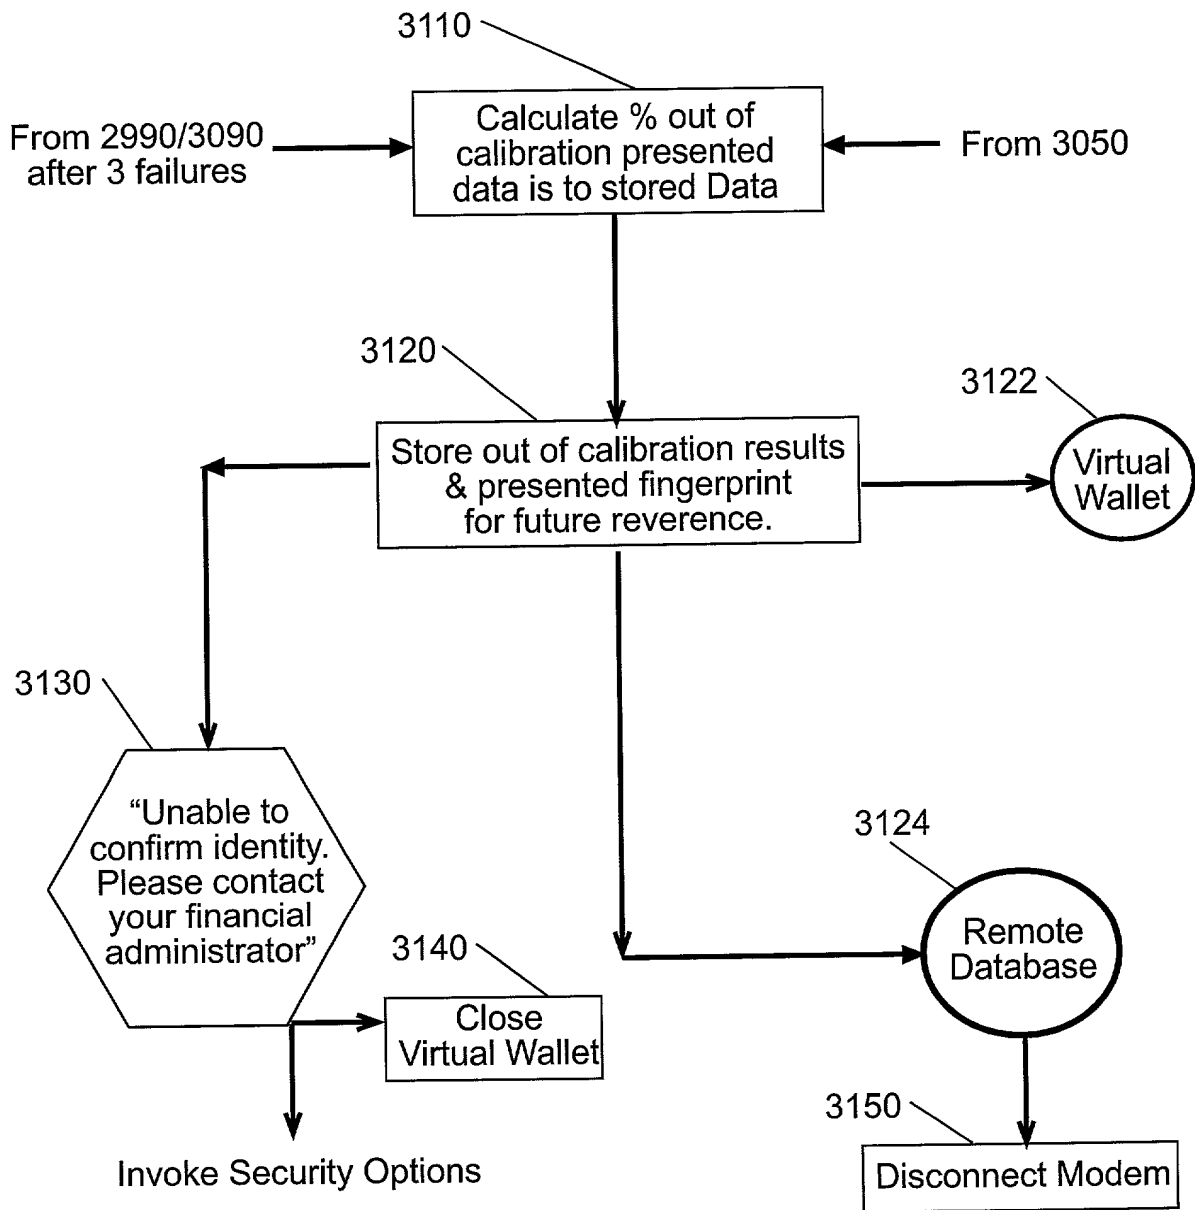 3110
Calculate % out of
calibration presented
data is to stored Data
From 2990/3090
after 3 failures
From 3050
3120
Store out of calibration results
& presented fingerprint
for future reverence.
3122
Virtual
Wallet
3130
“Unable to
confirm identity.
Please contact
your financial
administrator”
3124
Remote
Database
3140
Close
Virtual Wallet
3150
Disconnect Modem
Invoke Security Options